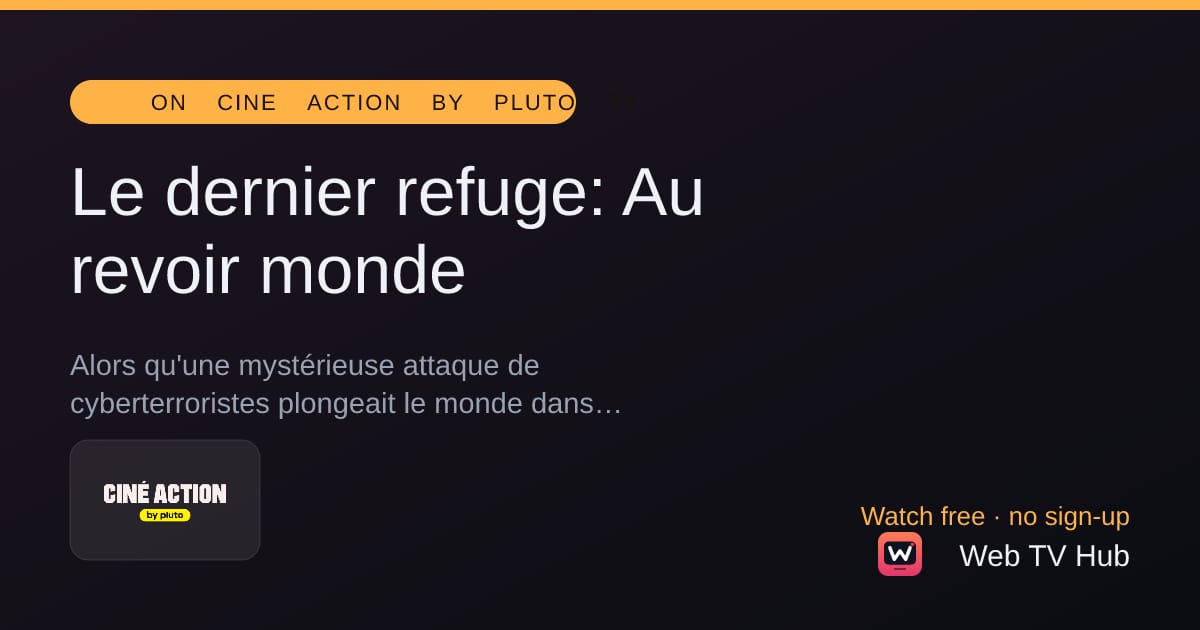 ON CINE ACTION BY PLUTO TV
Le dernier refuge: Au
revoir monde
Alors qu'une mystérieuse attaque de
cyberterroristes plongeait le monde dans…
CINÉ ACTION
by pluto
Watch free · no sign-up
W
Web TV Hub